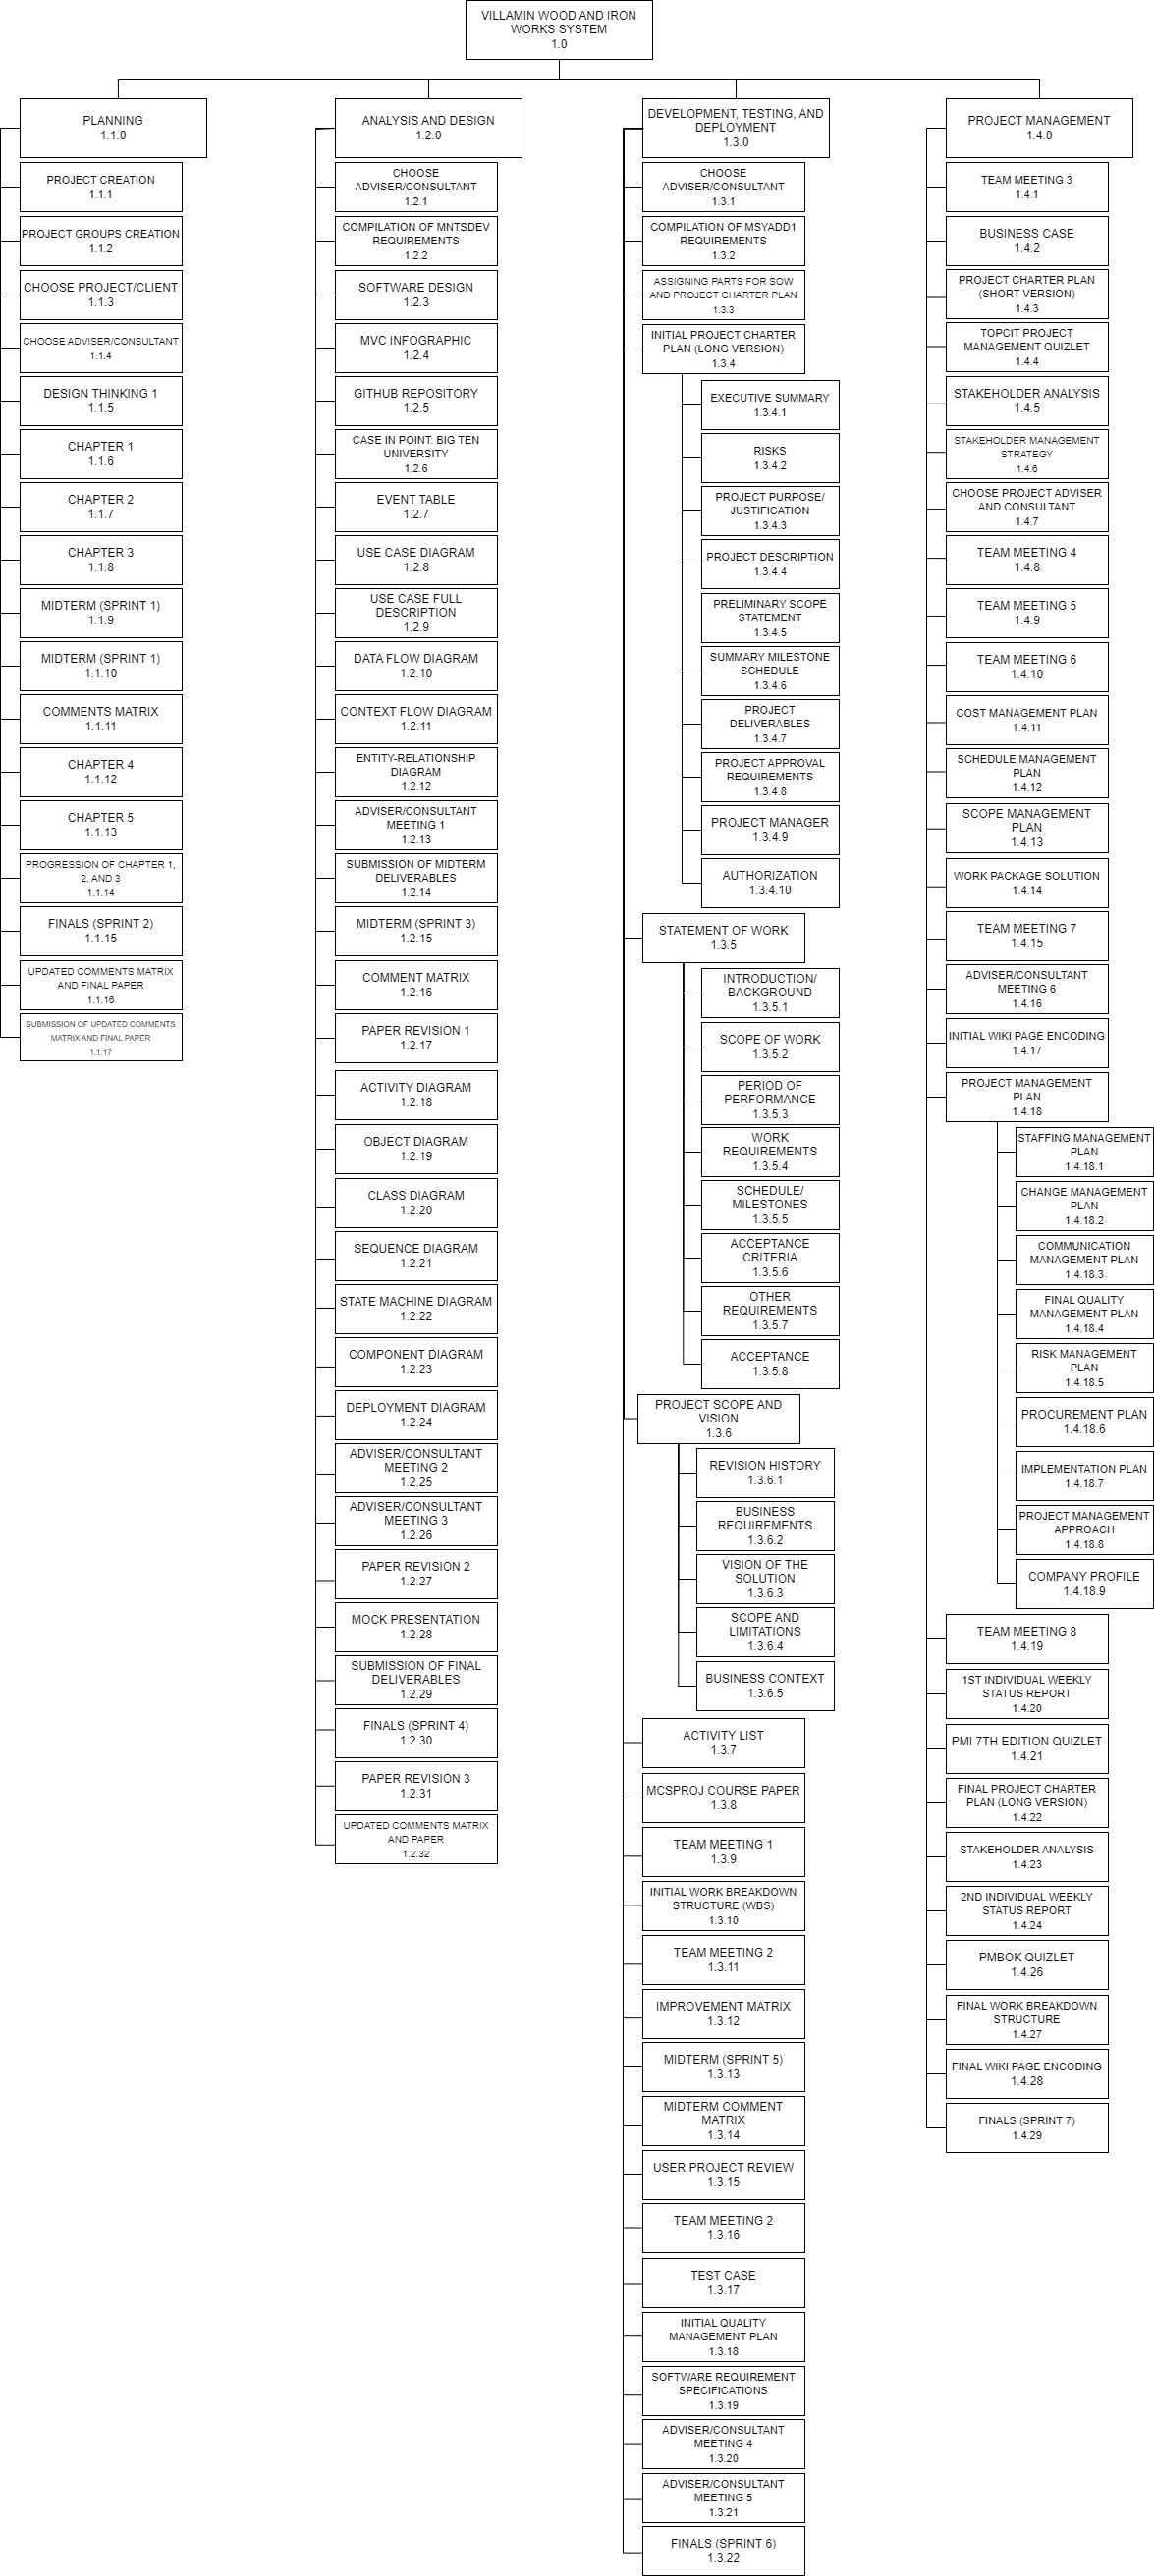 VILLAMIN WOOD AND IRON
WORKS SYSTEM
1.0
PLANNING
1.1.0
PROJECT CREATION
1.1.1
PROJECT GROUPS CREATION
1.1.2
CHOOSE PROJECT/CLIENT
1.1.3
CHOOSE ADVISER/CONSULTANT
1.1.4
DESIGN THINKING 1
1.1.5
CHAPTER 1
1.1.6
CHAPTER 2
1.1.7
CHAPTER 3
1.1.8
MIDTERM (SPRINT 1)
1.1.9
MIDTERM (SPRINT 1)
1.1.10
COMMENTS MATRIX
1.1.11
CHAPTER 4
1.1.12
CHAPTER 5
1.1.13
PROGRESSION OF CHAPTER 1,
2, AND 3
1.1.14
FINALS (SPRINT 2)
1.1.15
UPDATED COMMENTS MATRIX
AND FINAL PAPER
1.1.16
SUBMISSION OF UPDATED COMMENTS
MATRIX AND FINAL PAPER
1.1.17
ANALYSIS AND DESIGN
1.2.0
CHOOSE
ADVISER/CONSULTANT
1.2.1
COMPILATION OF MNTSDEV
REQUIREMENTS
1.2.2
SOFTWARE DESIGN
1.2.3
MVC INFOGRAPHIC
1.2.4
GITHUB REPOSITORY
1.2.5
CASE IN POINT: BIG TEN
UNIVERSITY
1.2.6
EVENT TABLE
1.2.7
USE CASE DIAGRAM
1.2.8
USE CASE FULL
DESCRIPTION
1.2.9
DATA FLOW DIAGRAM
1.2.10
CONTEXT FLOW DIAGRAM
1.2.11
ENTITY-RELATIONSHIP
DIAGRAM
1.2.12
ADVISER/CONSULTANT
MEETING 1
1.2.13
SUBMISSION OF MIDTERM
DELIVERABLES
1.2.14
MIDTERM (SPRINT 3)
1.2.15
COMMENT MATRIX
1.2.16
PAPER REVISION 1
1.2.17
ACTIVITY DIAGRAM
1.2.18
OBJECT DIAGRAM
1.2.19
CLASS DIAGRAM
1.2.20
SEQUENCE DIAGRAM
1.2.21
STATE MACHINE DIAGRAM
1.2.22
COMPONENT DIAGRAM
1.2.23
DEPLOYMENT DIAGRAM
1.2.24
ADVISER/CONSULTANT
MEETING 2
1.2.25
ADVISER/CONSULTANT
MEETING 3
1.2.26
PAPER REVISION 2
1.2.27
MOCK PRESENTATION
1.2.28
SUBMISSION OF FINAL
DELIVERABLES
1.2.29
FINALS (SPRINT 4)
1.2.30
PAPER REVISION 3
1.2.31
UPDATED COMMENTS MATRIX
AND PAPER
1.2.32
DEVELOPMENT, TESTING, AND
DEPLOYMENT
1.3.0
CHOOSE
ADVISER/CONSULTANT
1.3.1
COMPILATION OF MSYADD1
REQUIREMENTS
1.3.2
ASSIGNING PARTS FOR SOW
AND PROJECT CHARTER PLAN
1.3.3
INITIAL PROJECT CHARTER
PLAN (LONG VERSION)
1.3.4
EXECUTIVE SUMMARY
1.3.4.1
RISKS
1.3.4.2
PROJECT PURPOSE/
JUSTIFICATION
1.3.4.3
PROJECT DESCRIPTION
1.3.4.4
PRELIMINARY SCOPE
STATEMENT
1.3.4.5
SUMMARY MILESTONE
SCHEDULE
1.3.4.6
PROJECT
DELIVERABLES
1.3.4.7
PROJECT APPROVAL
REQUIREMENTS
1.3.4.8
PROJECT MANAGER
1.3.4.9
AUTHORIZATION
1.3.4.10
STATEMENT OF WORK
1.3.5
INTRODUCTION/
BACKGROUND
1.3.5.1
SCOPE OF WORK
1.3.5.2
PERIOD OF
PERFORMANCE
1.3.5.3
WORK
REQUIREMENTS
1.3.5.4
SCHEDULE/
MILESTONES
1.3.5.5
ACCEPTANCE
CRITERIA
1.3.5.6
OTHER
REQUIREMENTS
1.3.5.7
ACCEPTANCE
1.3.5.8
PROJECT SCOPE AND
VISION
1.3.6
REVISION HISTORY
1.3.6.1
BUSINESS
REQUIREMENTS
1.3.6.2
VISION OF THE
SOLUTION
1.3.6.3
SCOPE AND
LIMITATIONS
1.3.6.4
BUSINESS CONTEXT
1.3.6.5
ACTIVITY LIST
1.3.7
MCSPROJ COURSE PAPER
1.3.8
TEAM MEETING 1
1.3.9
INITIAL WORK BREAKDOWN
STRUCTURE (WBS)
1.3.10
TEAM MEETING 2
1.3.11
IMPROVEMENT MATRIX
1.3.12
MIDTERM (SPRINT 5)
1.3.13
MIDTERM COMMENT
MATRIX
1.3.14
USER PROJECT REVIEW
1.3.15
TEAM MEETING 2
1.3.16
TEST CASE
1.3.17
INITIAL QUALITY
MANAGEMENT PLAN
1.3.18
SOFTWARE REQUIREMENT
SPECIFICATIONS
1.3.19
ADVISER/CONSULTANT
MEETING 4
1.3.20
ADVISER/CONSULTANT
MEETING 5
1.3.21
FINALS (SPRINT 6)
1.3.22
PROJECT MANAGEMENT
1.4.0
TEAM MEETING 3
1.4.1
BUSINESS CASE
1.4.2
PROJECT CHARTER PLAN
(SHORT VERSION)
1.4.3
TOPCIT PROJECT
MANAGEMENT QUIZLET
1.4.4
STAKEHOLDER ANALYSIS
1.4.5
STAKEHOLDER MANAGEMENT
STRATEGY
1.4.6
CHOOSE PROJECT ADVISER
AND CONSULTANT
1.4.7
TEAM MEETING 4
1.4.8
TEAM MEETING 5
1.4.9
TEAM MEETING 6
1.4.10
COST MANAGEMENT PLAN
1.4.11
SCHEDULE MANAGEMENT
PLAN
1.4.12
SCOPE MANAGEMENT
PLAN
1.4.13
WORK PACKAGE SOLUTION
1.4.14
TEAM MEETING 7
1.4.15
ADVISER/CONSULTANT
MEETING 6
1.4.16
INITIAL WIKI PAGE ENCODING
1.4.17
PROJECT MANAGEMENT
PLAN
1.4.18
STAFFING MANAGEMENT
PLAN
1.4.18.1
CHANGE MANAGEMENT
PLAN
1.4.18.2
COMMUNICATION
MANAGEMENT PLAN
1.4.18.3
FINAL QUALITY
MANAGEMENT PLAN
1.4.18.4
RISK MANAGEMENT
PLAN
1.4.18.5
PROCUREMENT PLAN
1.4.18.6
IMPLEMENTATION PLAN
1.4.18.7
PROJECT MANAGEMENT
APPROACH
1.4.18.8
COMPANY PROFILE
1.4.18.9
TEAM MEETING 8
1.4.19
1ST INDIVIDUAL WEEKLY
STATUS REPORT
1.4.20
PMI 7TH EDITION QUIZLET
1.4.21
FINAL PROJECT CHARTER
PLAN (LONG VERSION)
1.4.22
STAKEHOLDER ANALYSIS
1.4.23
2ND INDIVIDUAL WEEKLY
STATUS REPORT
1.4.24
PMBOK QUIZLET
1.4.26
FINAL WORK BREAKDOWN
STRUCTURE
1.4.27
FINAL WIKI PAGE ENCODING
1.4.28
FINALS (SPRINT 7)
1.4.29